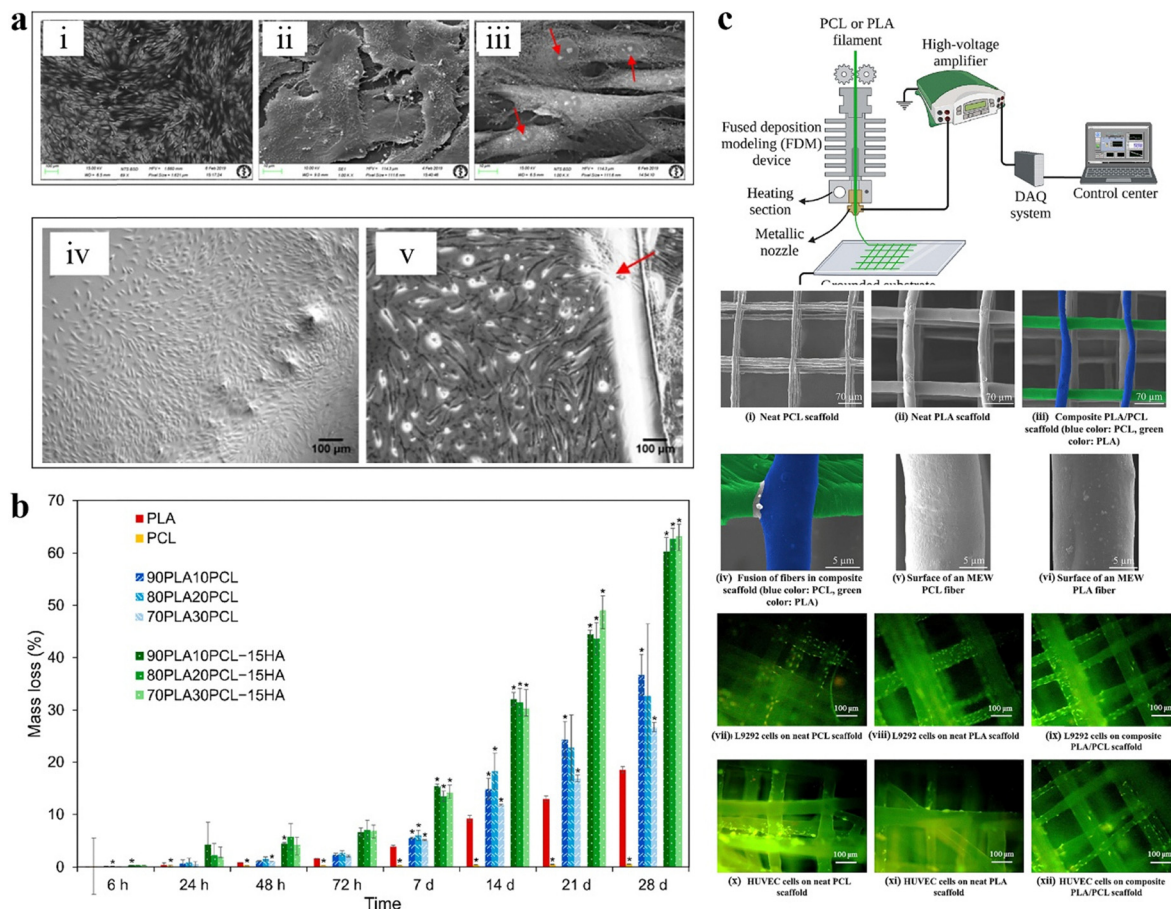 a
i
ii
iii
iv
100 µm
v
100 µm
b
Mass loss (%)
70
60
50
40
30
20
10
0
PLA
PCL
90PLA10PCL
80PLA20PCL
70PLA30PCL
90PLA10PCL−15HA
80PLA20PCL−15HA
70PLA30PCL−15HA
6 h 24 h 48 h 72 h 7 d 14 d 21 d 28 d
Time
c
PCL or PLA
filament
High-voltage
amplifier
Fused deposition
modeling (FDM)
device
Heating
section
Metallic
nozzle
DAQ
system
Control center
Grounded substrate
70 µm
70 µm
70 µm
(i) Neat PCL scaffold
(ii) Neat PLA scaffold
(iii) Composite PLA/PCL
scaffold (blue color: PCL, green
color: PLA)
5 µm
5 µm
5 µm
(iv) Fusion of fibers in composite
scaffold (blue color: PCL, green
color: PLA)
(v) Surface of an MEW
PCL fiber
(vi) Surface of an MEW
PLA fiber
100 µm
100 µm
100 µm
(vii) L9292 cells on neat PCL scaffold
(viii) L9292 cells on neat PLA scaffold
(ix) L9292 cells on composite
PLA/PCL scaffold
100 µm
100 µm
100 µm
(x) HUVEC cells on neat PCL
scaffold
(xi) HUVEC cells on neat PLA
scaffold
(xii) HUVEC cells on composite
PLA/PCL scaffold